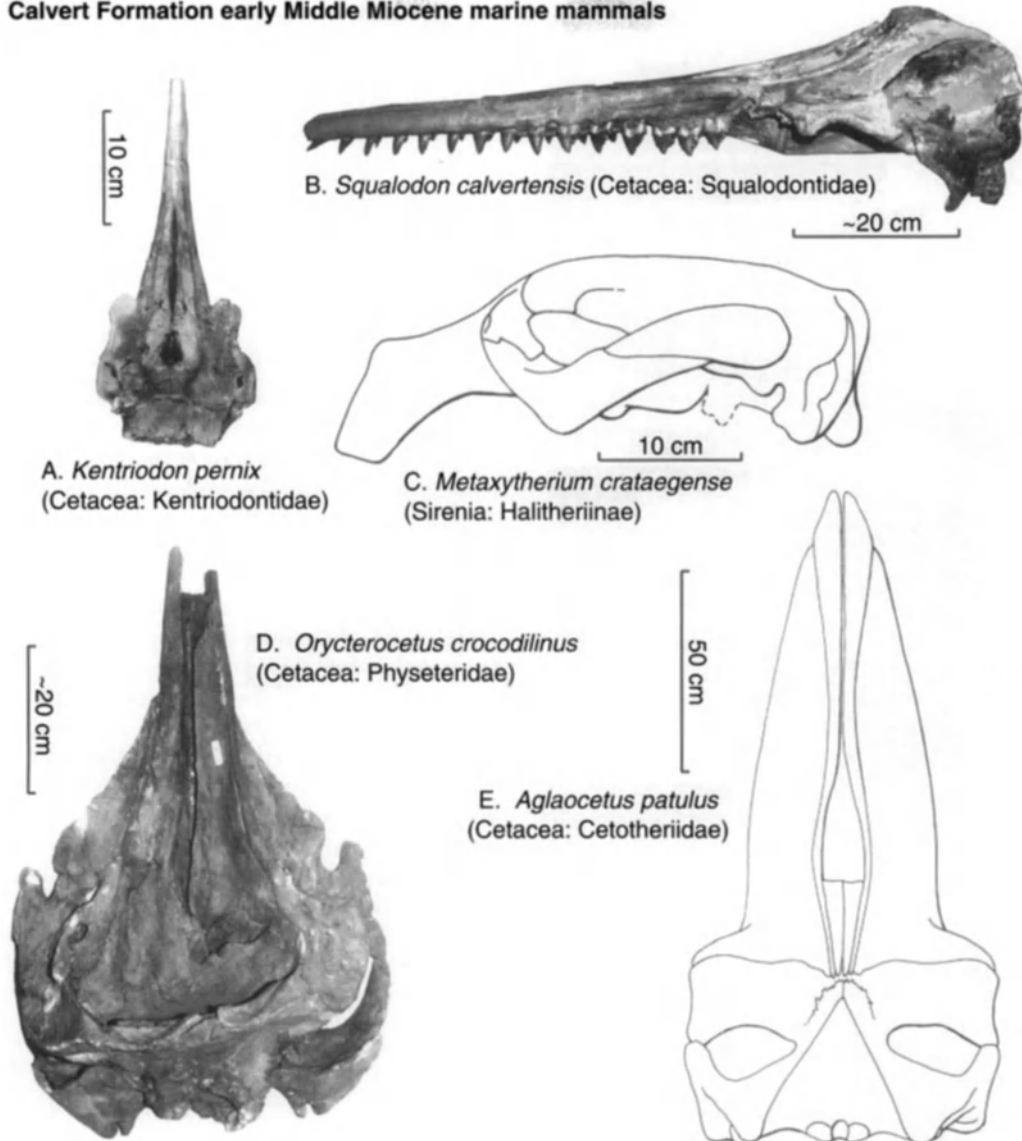 Calvert Formation early Middle Miocene marine mammals
10 cm
B. Squalodon calvertensis (Cetacea: Squalodontidae)
~20 cm
A. Kentriodon pernix
(Cetacea: Kentriodontidae)
10 cm
C. Metaxytherium crataegense
(Sirenia: Halitheriinae)
D. Orycterocetus crocodilinus
(Cetacea: Physeteridae)
~20 cm
50 cm
E. Aglaocetus patulus
(Cetacea: Cetotheriidae)